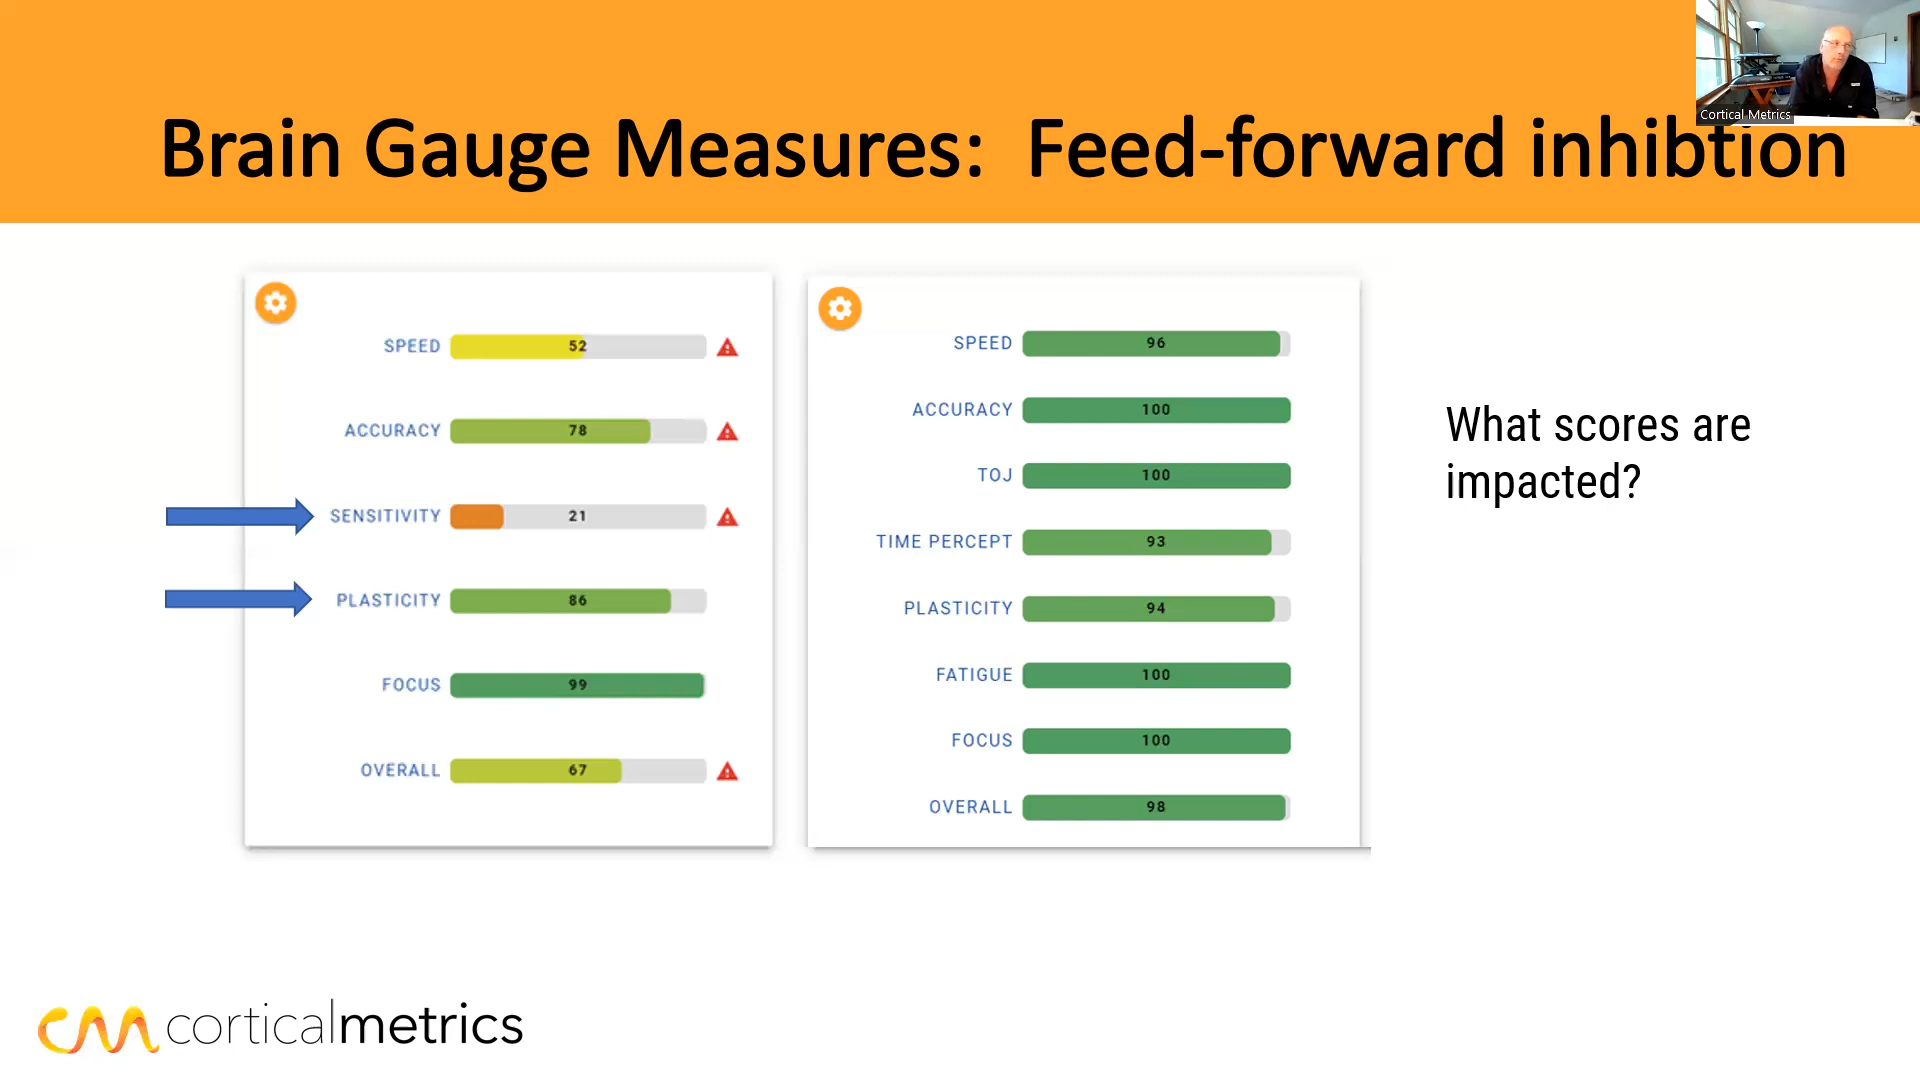 Cortical Metrics
Brain Gauge Measures: Feed-forward inhibtion
SPEED 52
ACCURACY 78
SENSITIVITY 21
PLASTICITY 86
FOCUS 99
OVERALL 67
SPEED 96
ACCURACY 100
TOJ 100
TIME PERCEPT 93
PLASTICITY 94
FATIGUE 100
FOCUS 100
OVERALL 98
What scores are
impacted?
corticalmetrics